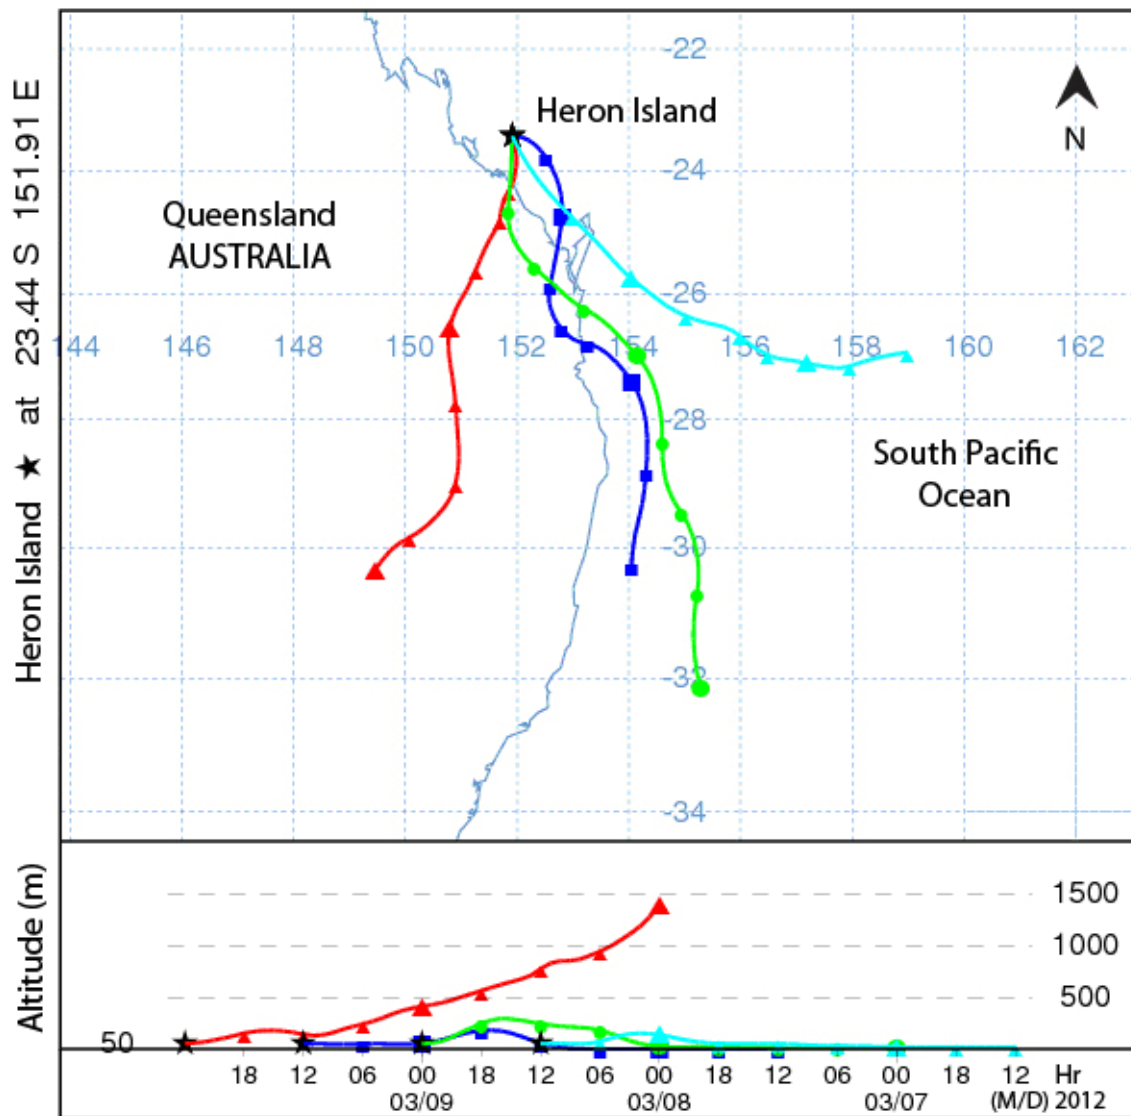 Heron Island ★ at 23.44 S 151.91 E
-22
Heron Island
N
-24
Queensland
AUSTRALIA
-26
144 146 148 150 152 154 156 158 160 162
-28
South Pacific
Ocean
-30
-32
-34
Altitude (m)
1500
1000
500
50
18 12 06 00 18 12 06 00 18 12 06 00 18 12 Hr
03/09 03/08 03/07 (M/D) 2012